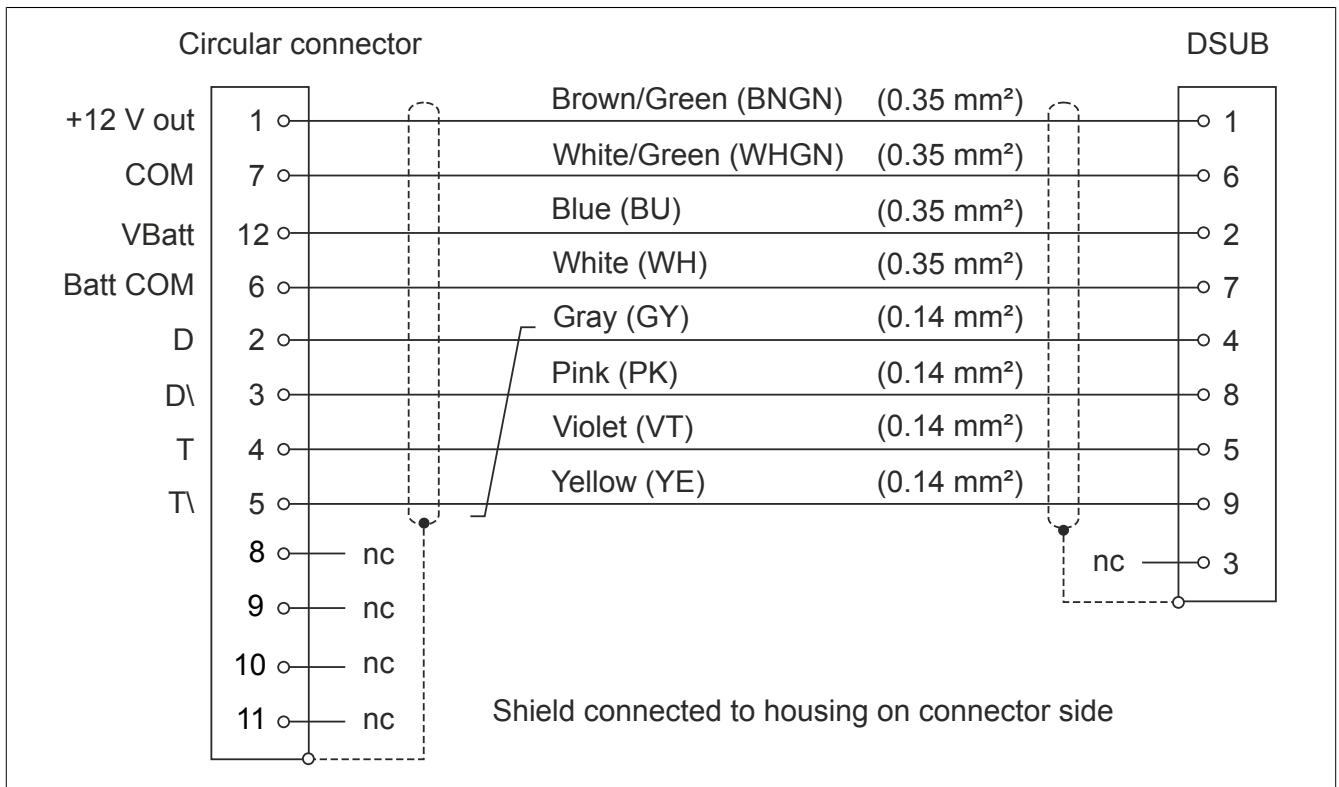 Circular connector DSUB
+12 V out 1 Brown/Green (BNGN) (0.35 mm²) 1
COM 7 White/Green (WHGN) (0.35 mm²) 6
VBatt 12 Blue (BU) (0.35 mm²) 2
Batt COM 6 White (WH) (0.35 mm²) 7
D 2 Gray (GY) (0.14 mm²) 4
D\ 3 Pink (PK) (0.14 mm²) 8
T 4 Violet (VT) (0.14 mm²) 5
T\ 5 Yellow (YE) (0.14 mm²) 9
8 nc nc 3
9 nc
10 nc
11 nc Shield connected to housing on connector side